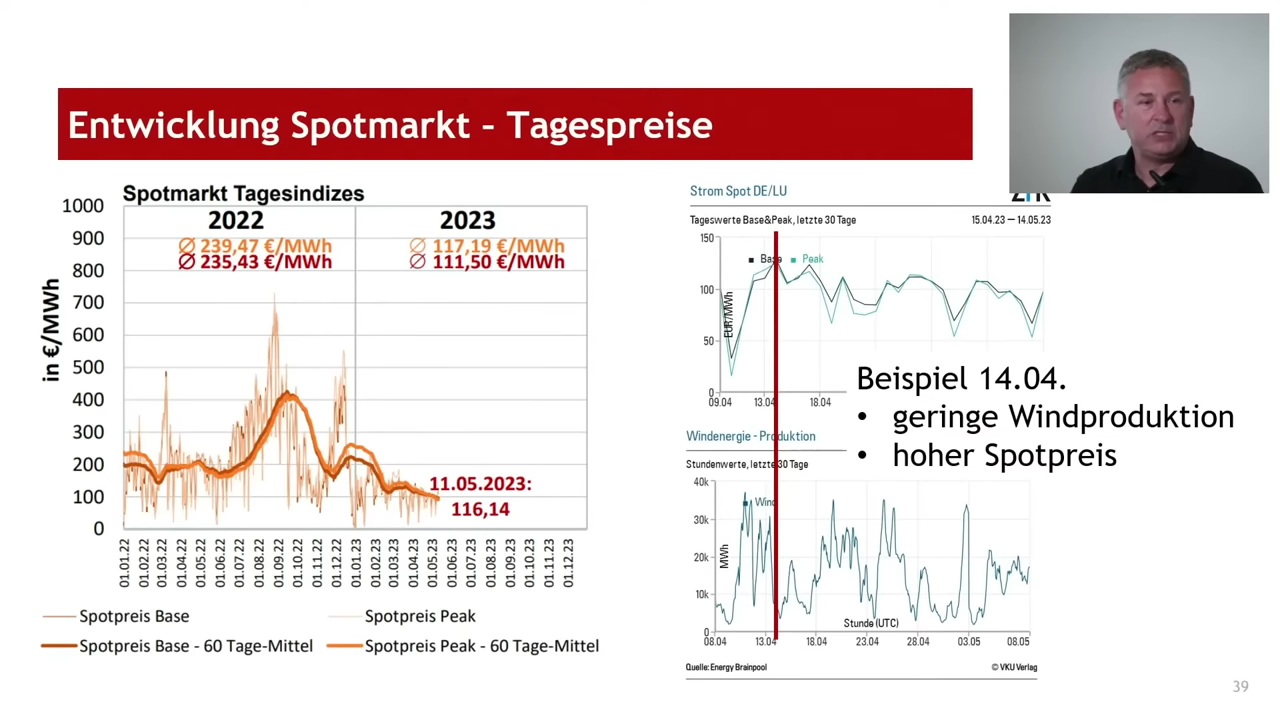 Entwicklung Spotmarkt – Tagespreise
Spotmarkt Tagesindizes
in €/MWh
1000
900
800
700
600
500
400
300
200
100
0
2022
2023
∅ 239,47 €/MWh
∅ 235,43 €/MWh
∅ 117,19 €/MWh
∅ 111,50 €/MWh
11.05.2023:
116,14
01.01.22
01.02.22
01.03.22
01.04.22
01.05.22
01.06.22
01.07.22
01.08.22
01.09.22
01.10.22
01.11.22
01.12.22
01.01.23
01.02.23
01.03.23
01.04.23
01.05.23
01.06.23
01.07.23
01.08.23
01.09.23
01.10.23
01.11.23
01.12.23
Spotpreis Base
Spotpreis Peak
Spotpreis Base - 60 Tage-Mittel
Spotpreis Peak - 60 Tage-Mittel
Strom Spot DE/LU
Tageswerte Base&Peak, letzte 30 Tage
15.04.23 — 14.05.23
150
100
50
0
EUR/MWh
Base
Peak
09.04
13.04
18.04
Beispiel 14.04.
• geringe Windproduktion
• hoher Spotpreis
Windenergie - Produktion
Stundenwerte, letzte 30 Tage
40k
30k
20k
10k
0
MWh
Wind
Stunde (UTC)
08.04
13.04
18.04
23.04
28.04
03.05
08.05
Quelle: Energy Brainpool
© VKU Verlag
39